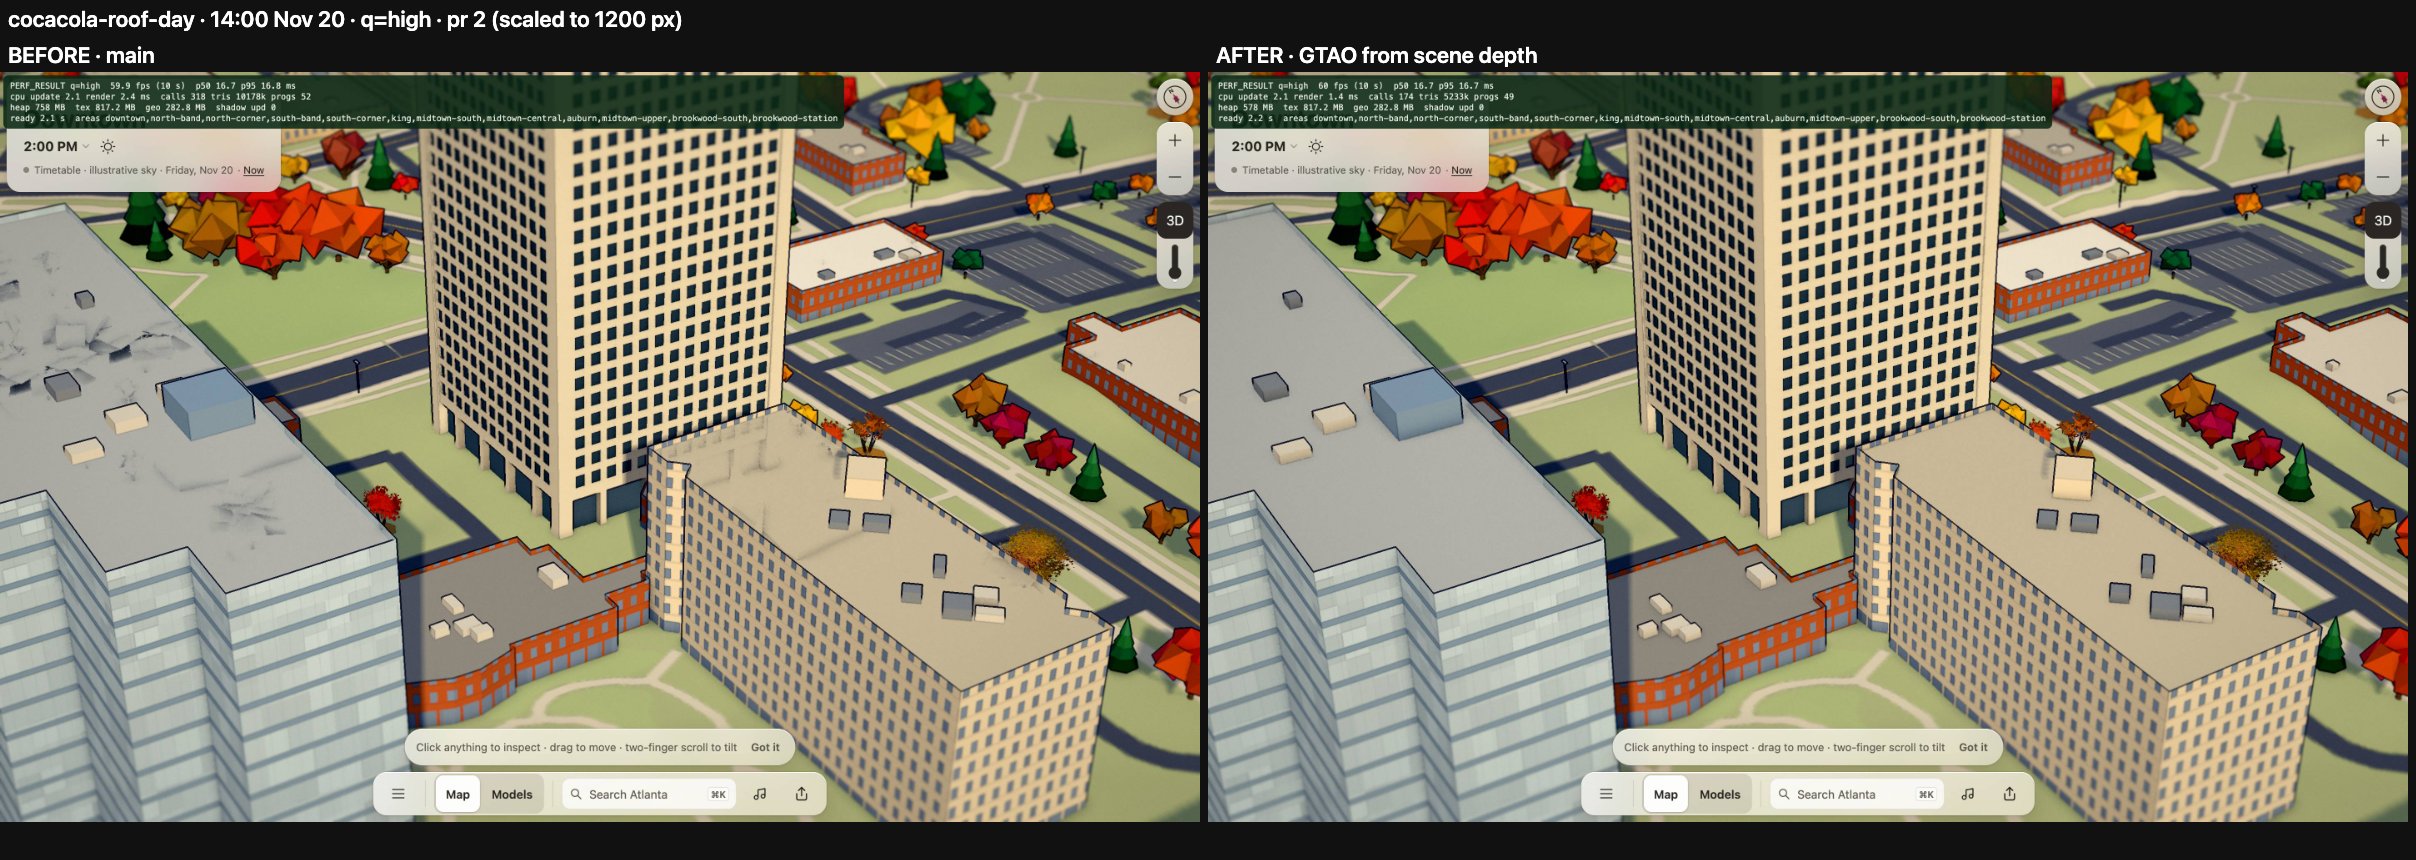 cocacola-roof-day · 14:00 Nov 20 · q=high · pr 2 (scaled to 1200 px)
BEFORE · main
PERF_RESULT q=high 59.9 fps (10 s) p50 16.7 p95 16.8 ms
cpu update 2.1 render 2.4 ms calls 318 tris 10178k progs 52
heap 758 MB tex 817.2 MB geo 282.8 MB shadow upd 0
ready 2.1 s areas downtown,north-band,north-corner,south-band,south-corner,king,midtown-south,midtown-central,auburn,midtown-upper,brookwood-south,brookwood-station
2:00 PM
Timetable · illustrative sky · Friday, Nov 20 · Now
+
−
3D
Click anything to inspect · drag to move · two-finger scroll to tilt Got it
Map Models Search Atlanta ⌘K
AFTER · GTAO from scene depth
PERF_RESULT q=high 60 fps (10 s) p50 16.7 p95 16.7 ms
cpu update 2.1 render 1.4 ms calls 174 tris 5233k progs 49
heap 578 MB tex 817.2 MB geo 282.8 MB shadow upd 0
ready 2.2 s areas downtown,north-band,north-corner,south-band,south-corner,king,midtown-south,midtown-central,auburn,midtown-upper,brookwood-south,brookwood-station
2:00 PM
Timetable · illustrative sky · Friday, Nov 20 · Now
+
−
3D
Click anything to inspect · drag to move · two-finger scroll to tilt Got it
Map Models Search Atlanta ⌘K